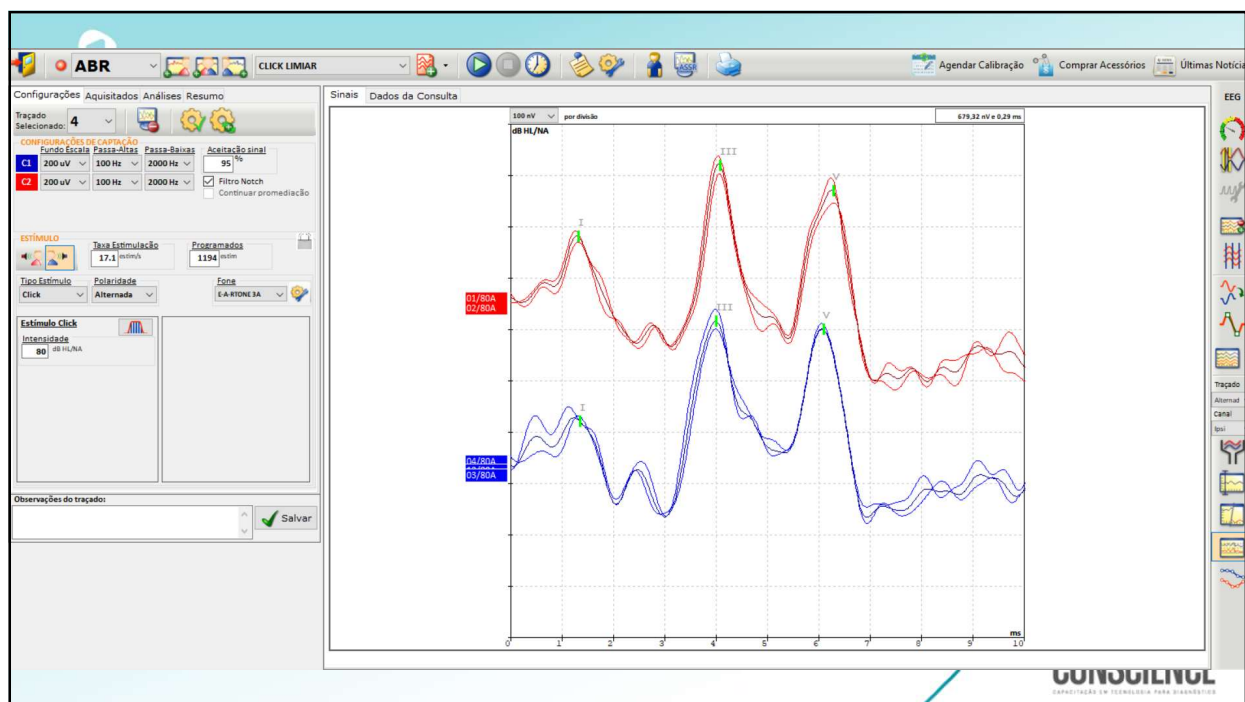 ABR
CLICK LIMIAR
Agendar Calibração
Comprar Acessórios
Últimas Notícia
Configurações Aquisitados Análises Resumo
Traçado
Selecionado: 4
CONFIGURAÇÕES DE CAPTAÇÃO
Fundo Escala Passa-Altas Passa-Baixas Aceitação sinal
C1 200 uV 100 Hz 2000 Hz 95 %
C2 200 uV 100 Hz 2000 Hz Filtro Notch
Continuar promediação
ESTÍMULO
Taxa Estimulação Programados
17.1 estim/s 1194 estim
Tipo Estímulo Polaridade Fone
Click Alternada E-A-RTONE 3A
Estímulo Click
Intensidade
80 dB HL/NA
Observações do traçado:
Salvar
Sinais Dados da Consulta
100 nV por divisão 679,32 nV e 0,29 ms
dB HL/NA
III
V
I
01/80A
02/80A
III
V
I
04/80A
03/80A
ms
0 1 2 3 4 5 6 7 8 9 10
EEG
ASSR
Traçado
Alternad
Canal
Ipsi
CONSCIENCE
CAPACITAÇÃO EM TECNOLOGIA PARA DIAGNÓSTICO